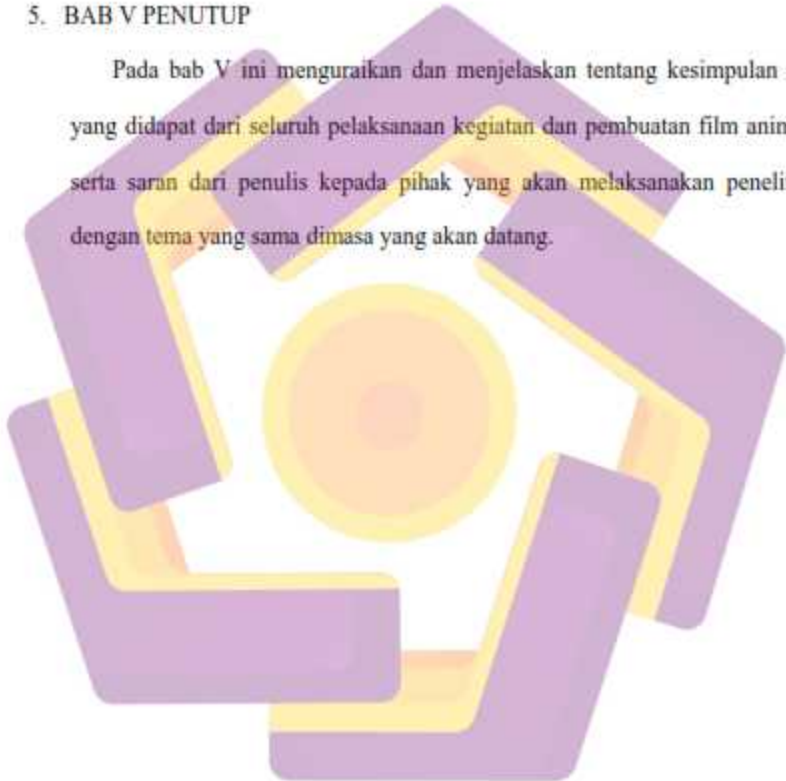 5. BAB V PENUTUP
Pada bab V ini menguraikan dan menjelaskan tentang kesimpulan
yang didapat dari seluruh pelaksanaan kegiatan dan pembuatan film
serta saran dari penulis kepada pihak yang akan melaksanakan
dengan tema yang sama dimasa yang akan datang.